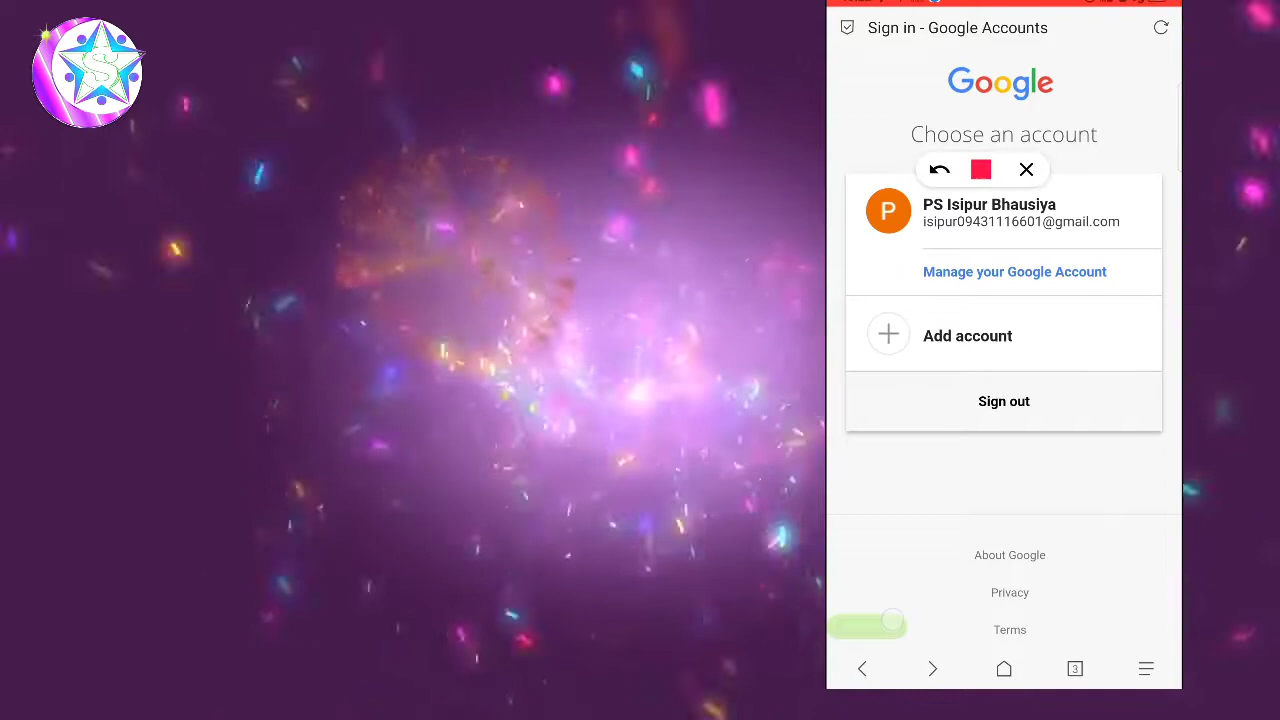 S
Sign in - Google Accounts
Google
Choose an account
P
PS Isipur Bhausiya
isipur09431116601@gmail.com
Manage your Google Account
Add account
Sign out
About Google
Privacy
Terms
3